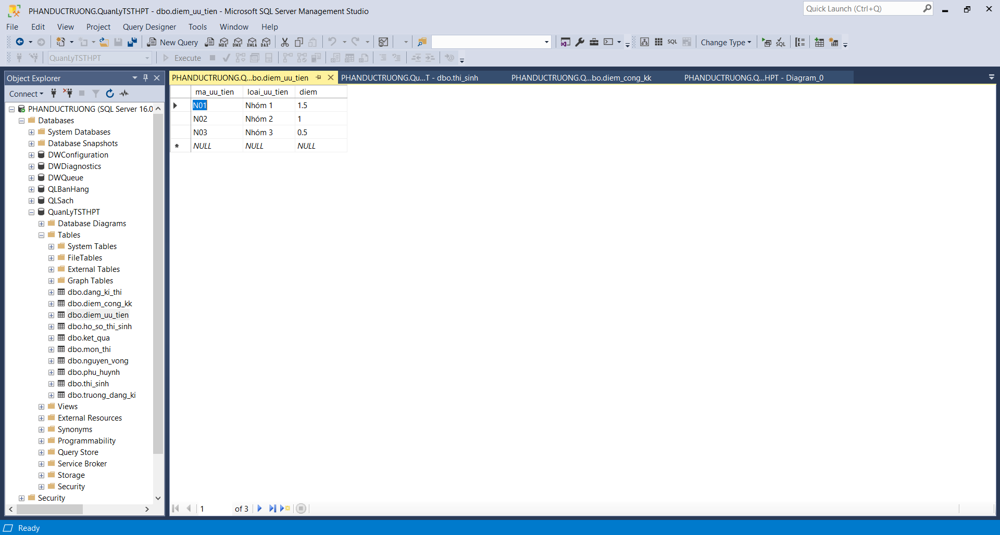 PHANDUCTRUONG.QuanLyTSTHPT - dbo.diem_uu_tien - Microsoft SQL Server Management Studio
Quick Launch (Ctrl+Q)
File Edit View Project Query Designer Tools Window Help
New Query MDX DMX XMLA DAX SQL Change Type SQL
QuanLyTSTHPT Execute
Object Explorer
Connect
PHANDUCTRUONG (SQL Server 16.0
Databases
System Databases
Database Snapshots
DWConfiguration
DWDiagnostics
DWQueue
QLBanHang
QLSach
QuanLyTSTHPT
Database Diagrams
Tables
System Tables
FileTables
External Tables
Graph Tables
dbo.dang_ki_thi
dbo.diem_cong_kk
dbo.diem_uu_tien
dbo.ho_so_thi_sinh
dbo.ket_qua
dbo.mon_thi
dbo.nguyen_vong
dbo.phu_huynh
dbo.thi_sinh
dbo.truong_dang_ki
Views
External Resources
Synonyms
Programmability
Query Store
Service Broker
Storage
Security
Security
PHANDUCTRUONG.Q...bo.diem_uu_tien PHANDUCTRUONG.Qu...T - dbo.thi_sinh PHANDUCTRUONG.Q...bo.diem_cong_kk PHANDUCTRUONG.Q...HPT - Diagram_0
ma_uu_tien loai_uu_tien diem
N01 Nhóm 1 1.5
N02 Nhóm 2 1
N03 Nhóm 3 0.5
NULL NULL NULL
1 of 3
Ready